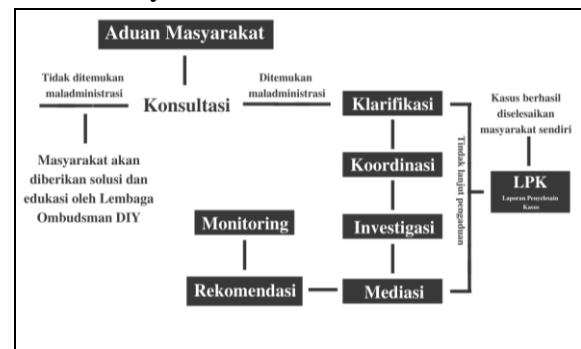 Aduan Masyarakat
Tidak ditemukan
maladministrasi
Konsultasi
Ditemukan
maladministrasi
Masyarakat akan
diberikan solusi dan
edukasi oleh Lembaga
Ombudsman DIY
Klarifikasi
Koordinasi
Investigasi
Mediasi
Rekomendasi
Monitoring
Tindak lanjut pengaduan
Kasus berhasil
diselesaikan
masyarakat sendiri
LPK
Laporan Penyelesain
Kasus